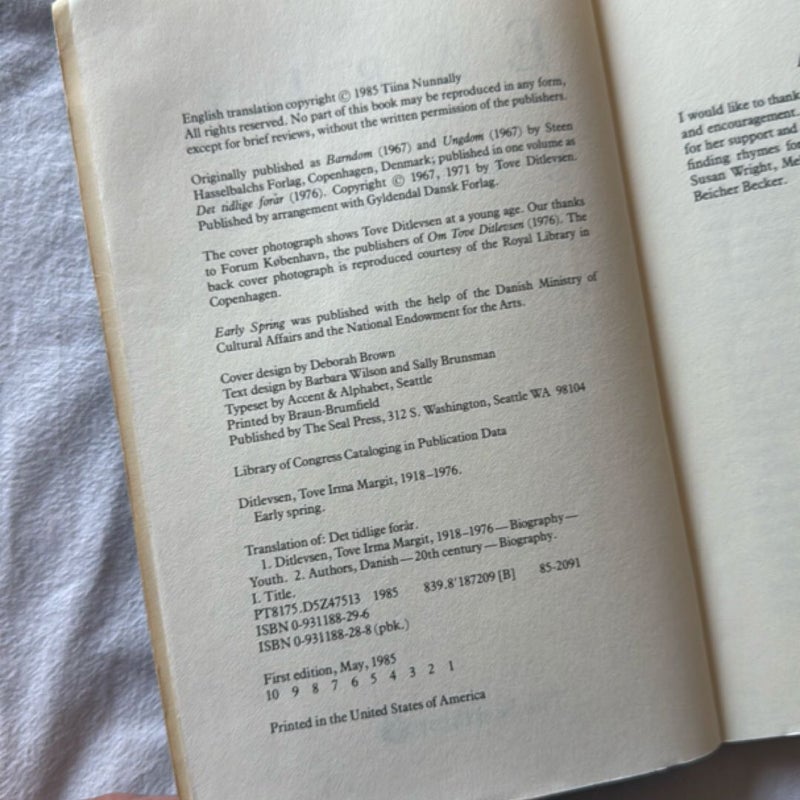 English translation copyright © 1985 Tiina Nunnally
All rights reserved. No part of this book may be reproduced in any form,
except for brief reviews, without the written permission of the publishers.
Originally published as Barndom (1967) and Ungdom (1967) by Steen
Hasselbalchs Forlag, Copenhagen, Denmark; published in one volume as
Det tidlige forår (1976). Copyright © 1967, 1971 by Tove Ditlevsen.
Published by arrangement with Gyldendal Dansk Forlag.
The cover photograph shows Tove Ditlevsen at a young age. Our thanks
to Forum København, the publishers of Om Tove Ditlevsen (1976). The
back cover photograph is reproduced courtesy of the Royal Library in
Copenhagen.
Early Spring was published with the help of the Danish Ministry of
Cultural Affairs and the National Endowment for the Arts.
Cover design by Deborah Brown
Text design by Barbara Wilson and Sally Brunsman
Typeset by Accent & Alphabet, Seattle
Printed by Braun-Brumfield
Published by The Seal Press, 312 S. Washington, Seattle WA 98104
Library of Congress Cataloging in Publication Data
Ditlevsen, Tove Irma Margit, 1918–1976.
Early spring.
Translation of: Det tidlige forår.
1. Ditlevsen, Tove Irma Margit, 1918–1976—Biography—
Youth. 2. Authors, Danish—20th century—Biography.
I. Title.
PT8175.D5Z47513 1985 839.8'187209 [B] 85-2091
ISBN 0-931188-29-6
ISBN 0-931188-28-8 (pbk.)
First edition, May, 1985
10 9 8 7 6 5 4 3 2 1
Printed in the United States of America
I would like to thank
and encouragement.
for her support and
finding rhymes for
Susan Wright, Me
Beicher Becker.